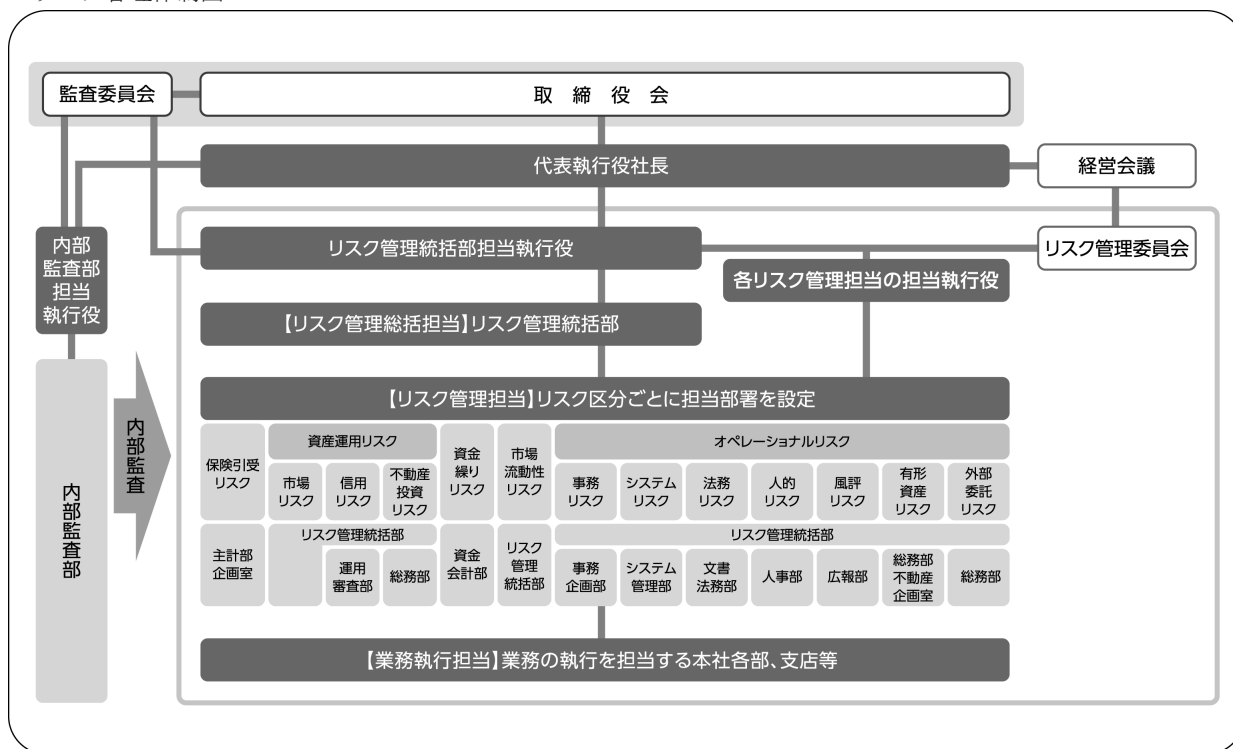 監査委員会
取締役会
代表執行役社長
経営会議
内部
監査部
担当
執行役
リスク管理統括部担当執行役
リスク管理委員会
各リスク管理担当の担当執行役
【リスク管理総括担当】リスク管理統括部
内部監査部
内部監査
【リスク管理担当】リスク区分ごとに担当部署を設定
保険引受
リスク
資産運用リスク
市場
リスク
信用
リスク
不動産
投資
リスク
資金
繰り
リスク
市場
流動性
リスク
オペレーショナルリスク
事務
リスク
システム
リスク
法務
リスク
人的
リスク
風評
リスク
有形
資産
リスク
外部
委託
リスク
主計部
企画室
リスク管理統括部
運用
審査部
総務部
資金
会計部
リスク
管理
統括部
リスク管理統括部
事務
企画部
システム
管理部
文書
法務部
人事部
広報部
総務部
不動産
企画室
総務部
【業務執行担当】業務の執行を担当する本社各部、支店等